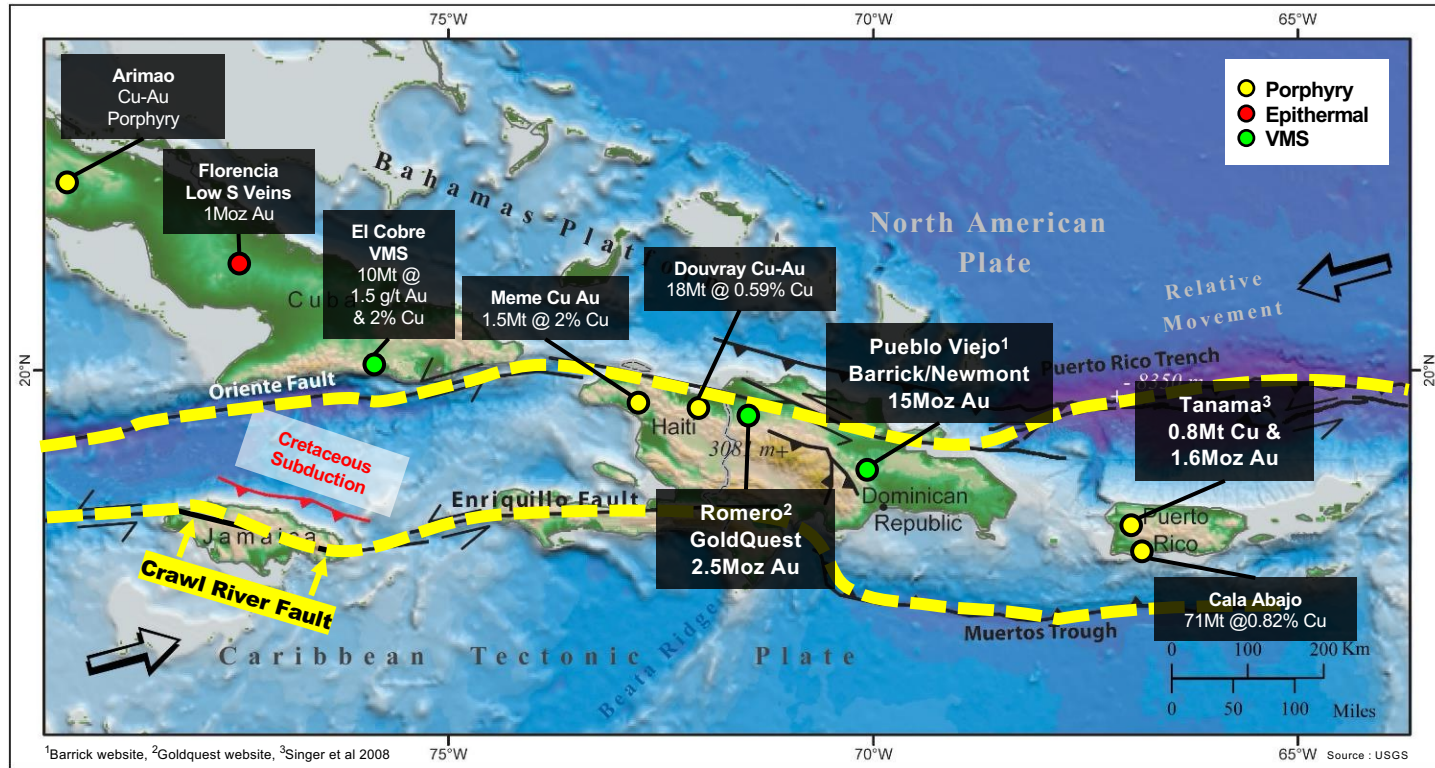 75°W
70°W
65°W
Arimao
Cu-Au
Porphyry
Porphyry
Epithermal
VMS
Florencia
Low S Veins
1Moz Au
Bahamas Platfo
El Cobre
VMS
10Mt @
1.5 g/t Au
& 2% Cu
North American
Plate
Douvray Cu-Au
18Mt @ 0.59% Cu
Meme Cu Au
1.5Mt @ 2% Cu
Cuba
Relative
Movement
Pueblo Viejo1
Barrick/Newmont
15Moz Au
20°N
20°N
Oriente Fault
Puerto Rico Trench
- 8350 m
+
Tanama3
0.8Mt Cu &
1.6Moz Au
Haiti
308 m+
Cretaceous
Subduction
Enriquillo Fault
Dominican
Republic
Romero2
GoldQuest
2.5Moz Au
Puerto
Rico
Jamaica
Crawl River Fault
Cala Abajo
71Mt @0.82% Cu
Muertos Trough
Caribbean Tectonic Plate
Beata Ridge
0 100 200 Km
0 50 100 Miles
1Barrick website, 2Goldquest website, 3Singer et al 2008
75°W
70°W
65°W
Source : USGS